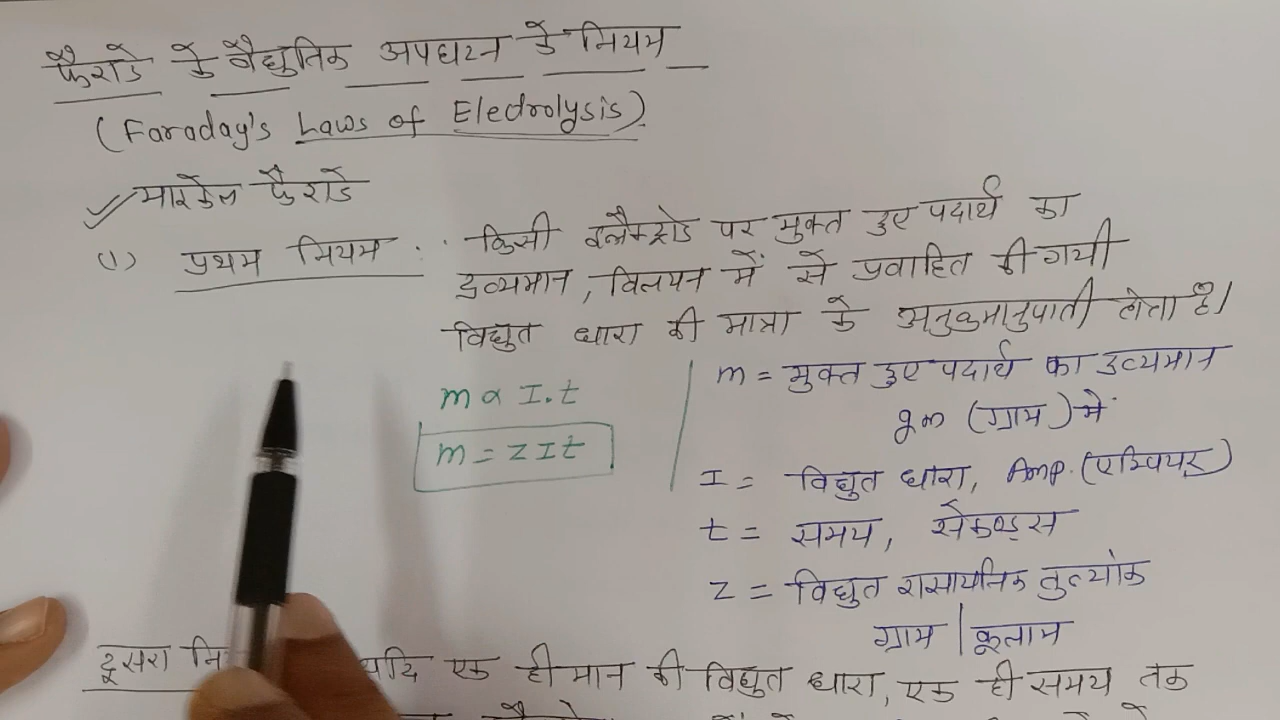 फैराडे के वैद्युतिक अपघटन के नियम
(Faraday's Laws of Electrolysis)
माइकेल फैराडे
(1) प्रथम नियम : किसी इलैक्ट्रोड पर मुक्त हुए पदार्थ का
द्रव्यमान, विलयन में से प्रवाहित की गयी
विद्युत धारा की मात्रा के अनुक्रमानुपाती होता है।
m ∝ I.t
m = ZIt
m = मुक्त हुए पदार्थ का द्रव्यमान
gm (ग्राम) में
I = विद्युत धारा, Amp. (एम्पियर)
t = समय, सेकण्ड्स
Z = विद्युत रासायनिक तुल्यांक
ग्राम | कूलाम
दूसरा यदि एक ही मान की विद्युत धारा, एक ही समय तक